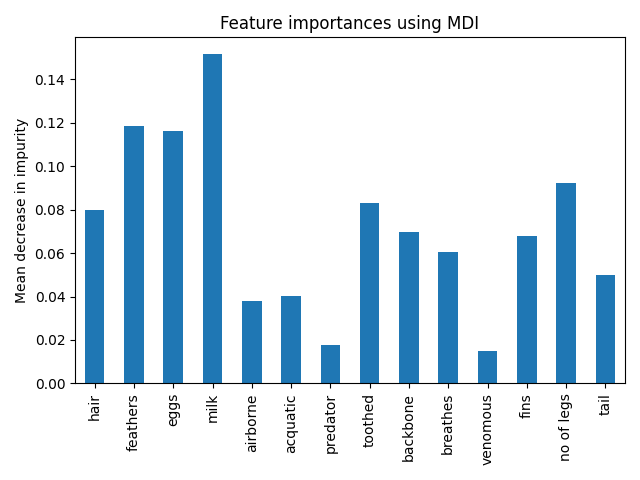 Feature importances using MDI
Mean decrease in impurity
0.14
0.12
0.10
0.08
0.06
0.04
0.02
0.00
hair
feathers
eggs
milk
airborne
acquatic
predator
toothed
backbone
breathes
venomous
fins
no of legs
tail